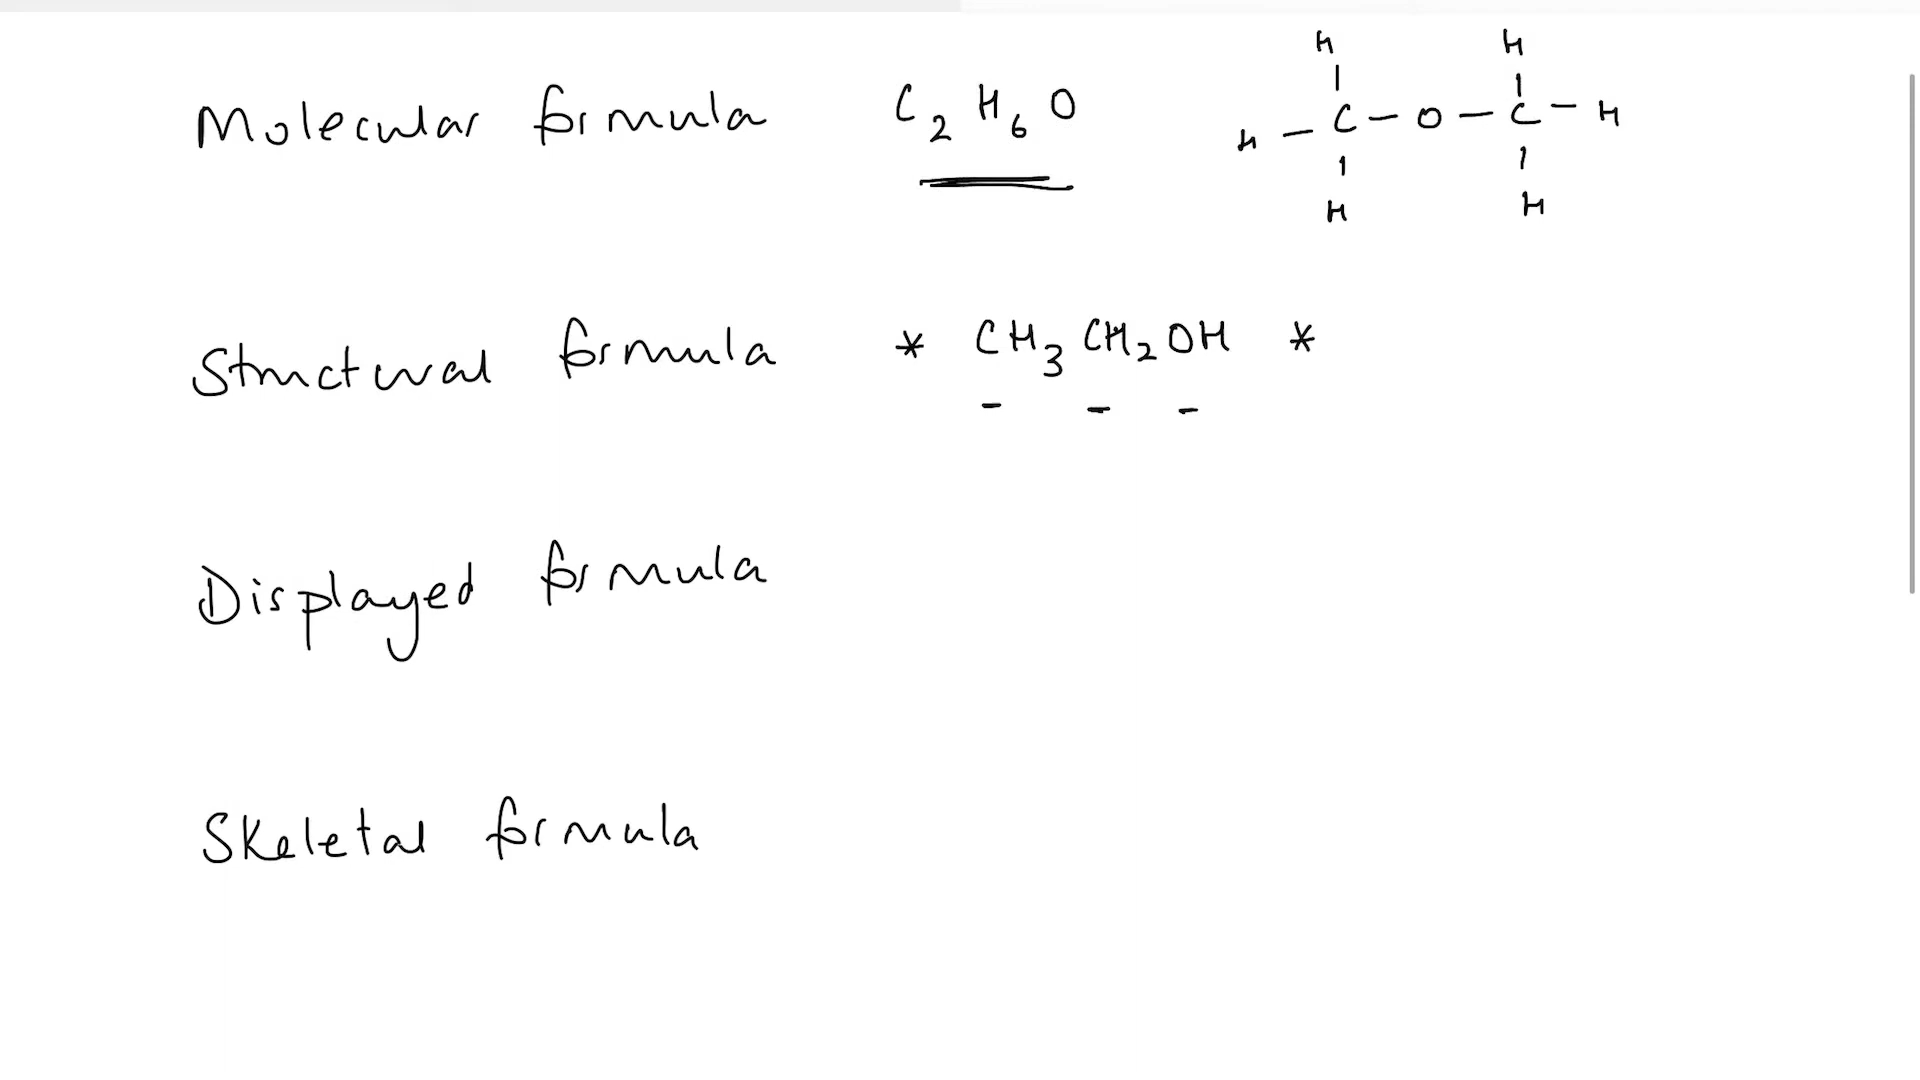 Molecular formula C₂H₆O
H H
H – C – O – C – H
H H
Structural formula * CH₃CH₂OH *
Displayed formula
Skeletal formula